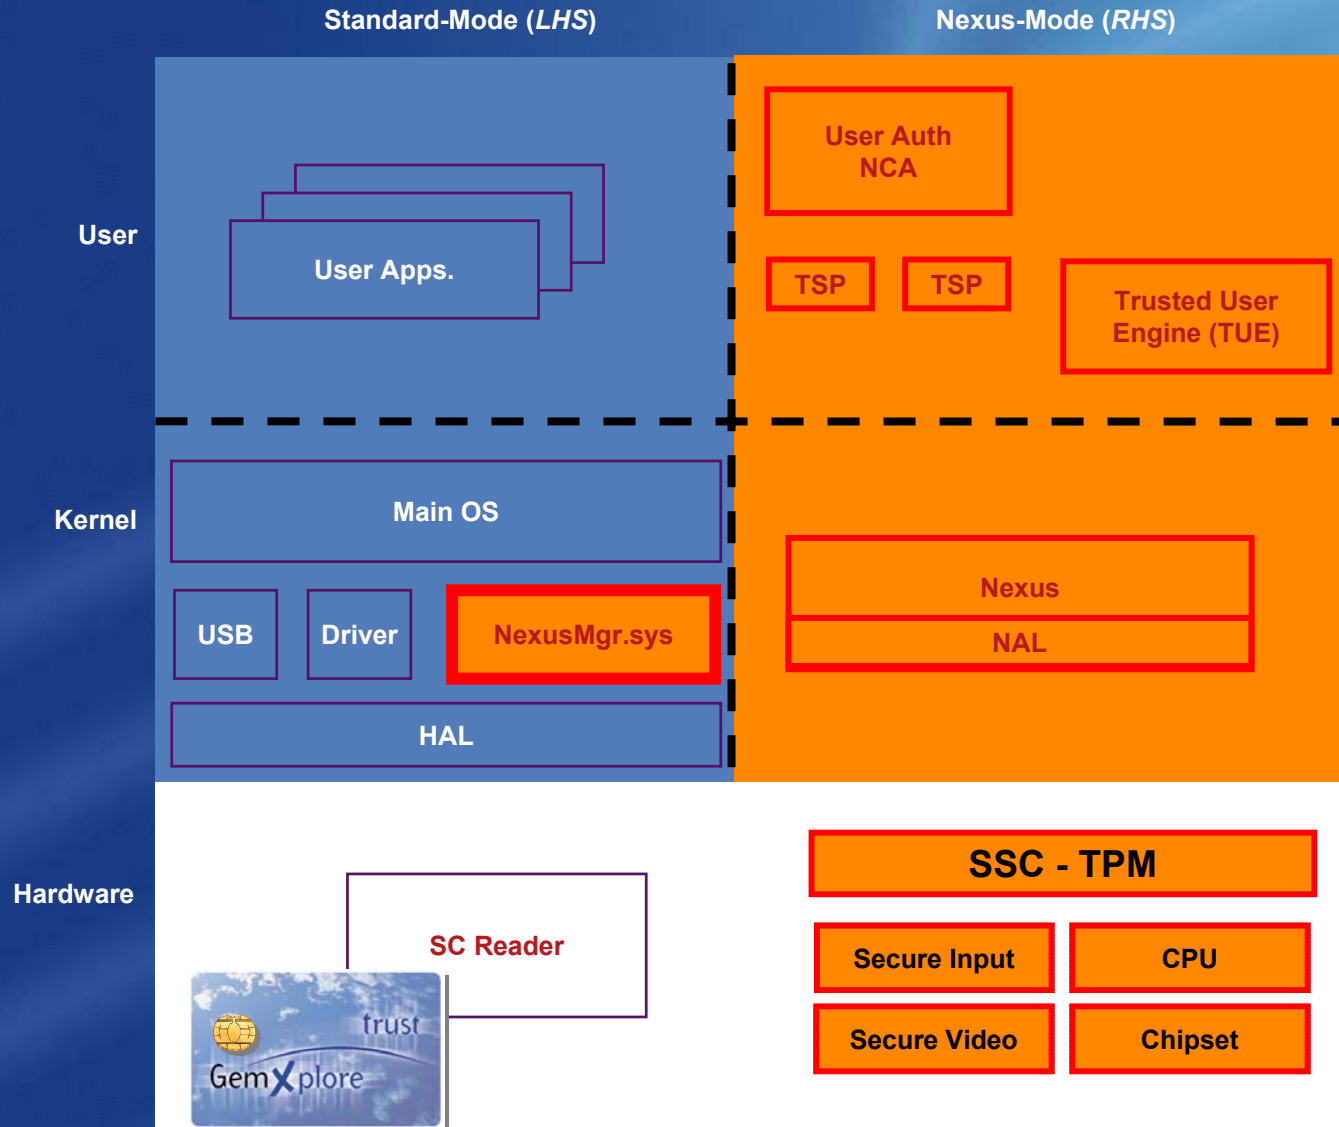 Standard-Mode (LHS)
Nexus-Mode (RHS)
User
User Apps.
User Auth
NCA
TSP
TSP
Trusted User
Engine (TUE)
Kernel
Main OS
USB
Driver
NexusMgr.sys
HAL
Nexus
NAL
Hardware
SC Reader
trust
GemXplore
SSC - TPM
Secure Input
CPU
Secure Video
Chipset